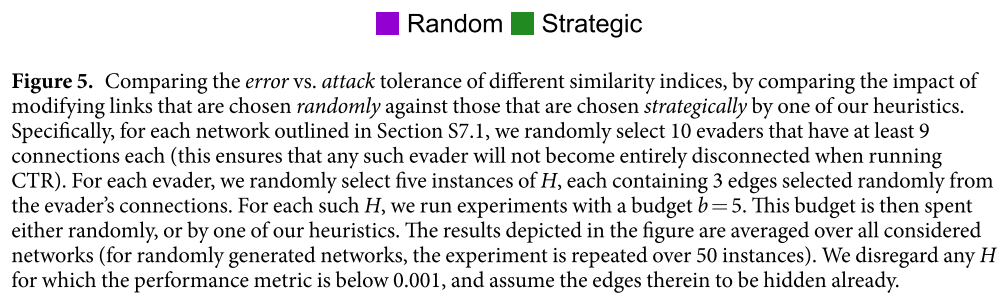 Random Strategic
Figure 5. Comparing the error vs. attack tolerance of different similarity indices, by comparing the impact of
modifying links that are chosen randomly against those that are chosen strategically by one of our heuristics.
Specifically, for each network outlined in Section S7.1, we randomly select 10 evaders that have at least 9
connections each (this ensures that any such evader will not become entirely disconnected when running
CTR). For each evader, we randomly select five instances of H, each containing 3 edges selected randomly from
the evader's connections. For each such H, we run experiments with a budget b = 5. This budget is then spent
either randomly, or by one of our heuristics. The results depicted in the figure are averaged over all considered
networks (for randomly generated networks, the experiment is repeated over 50 instances). We disregard any H
for which the performance metric is below 0.001, and assume the edges therein to be hidden already.